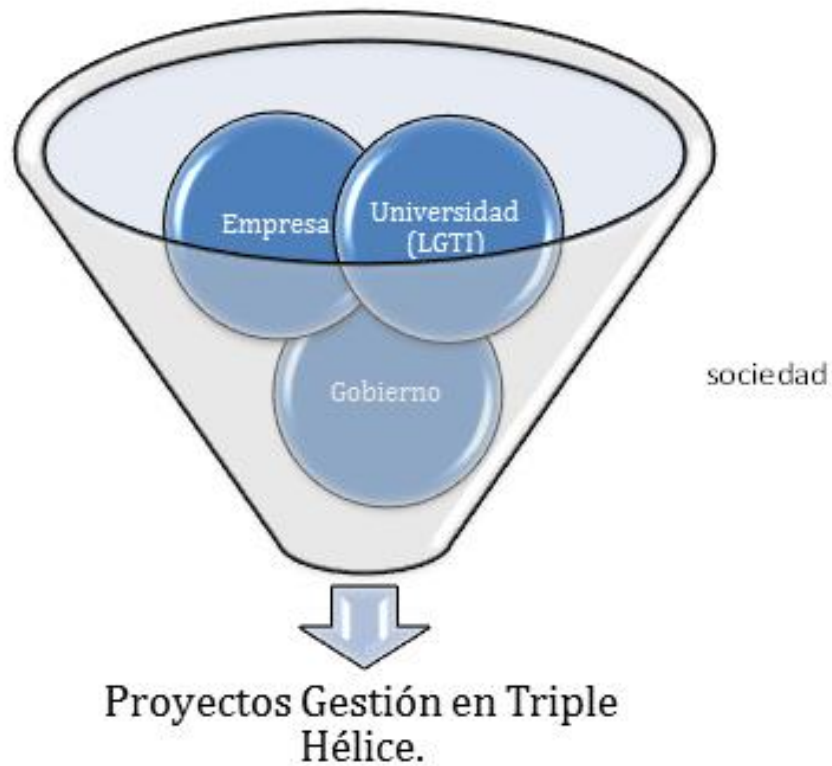 Empresa
Universidad
(LGTI)
Gobierno
sociedad
Proyectos Gestión en Triple
Hélice.